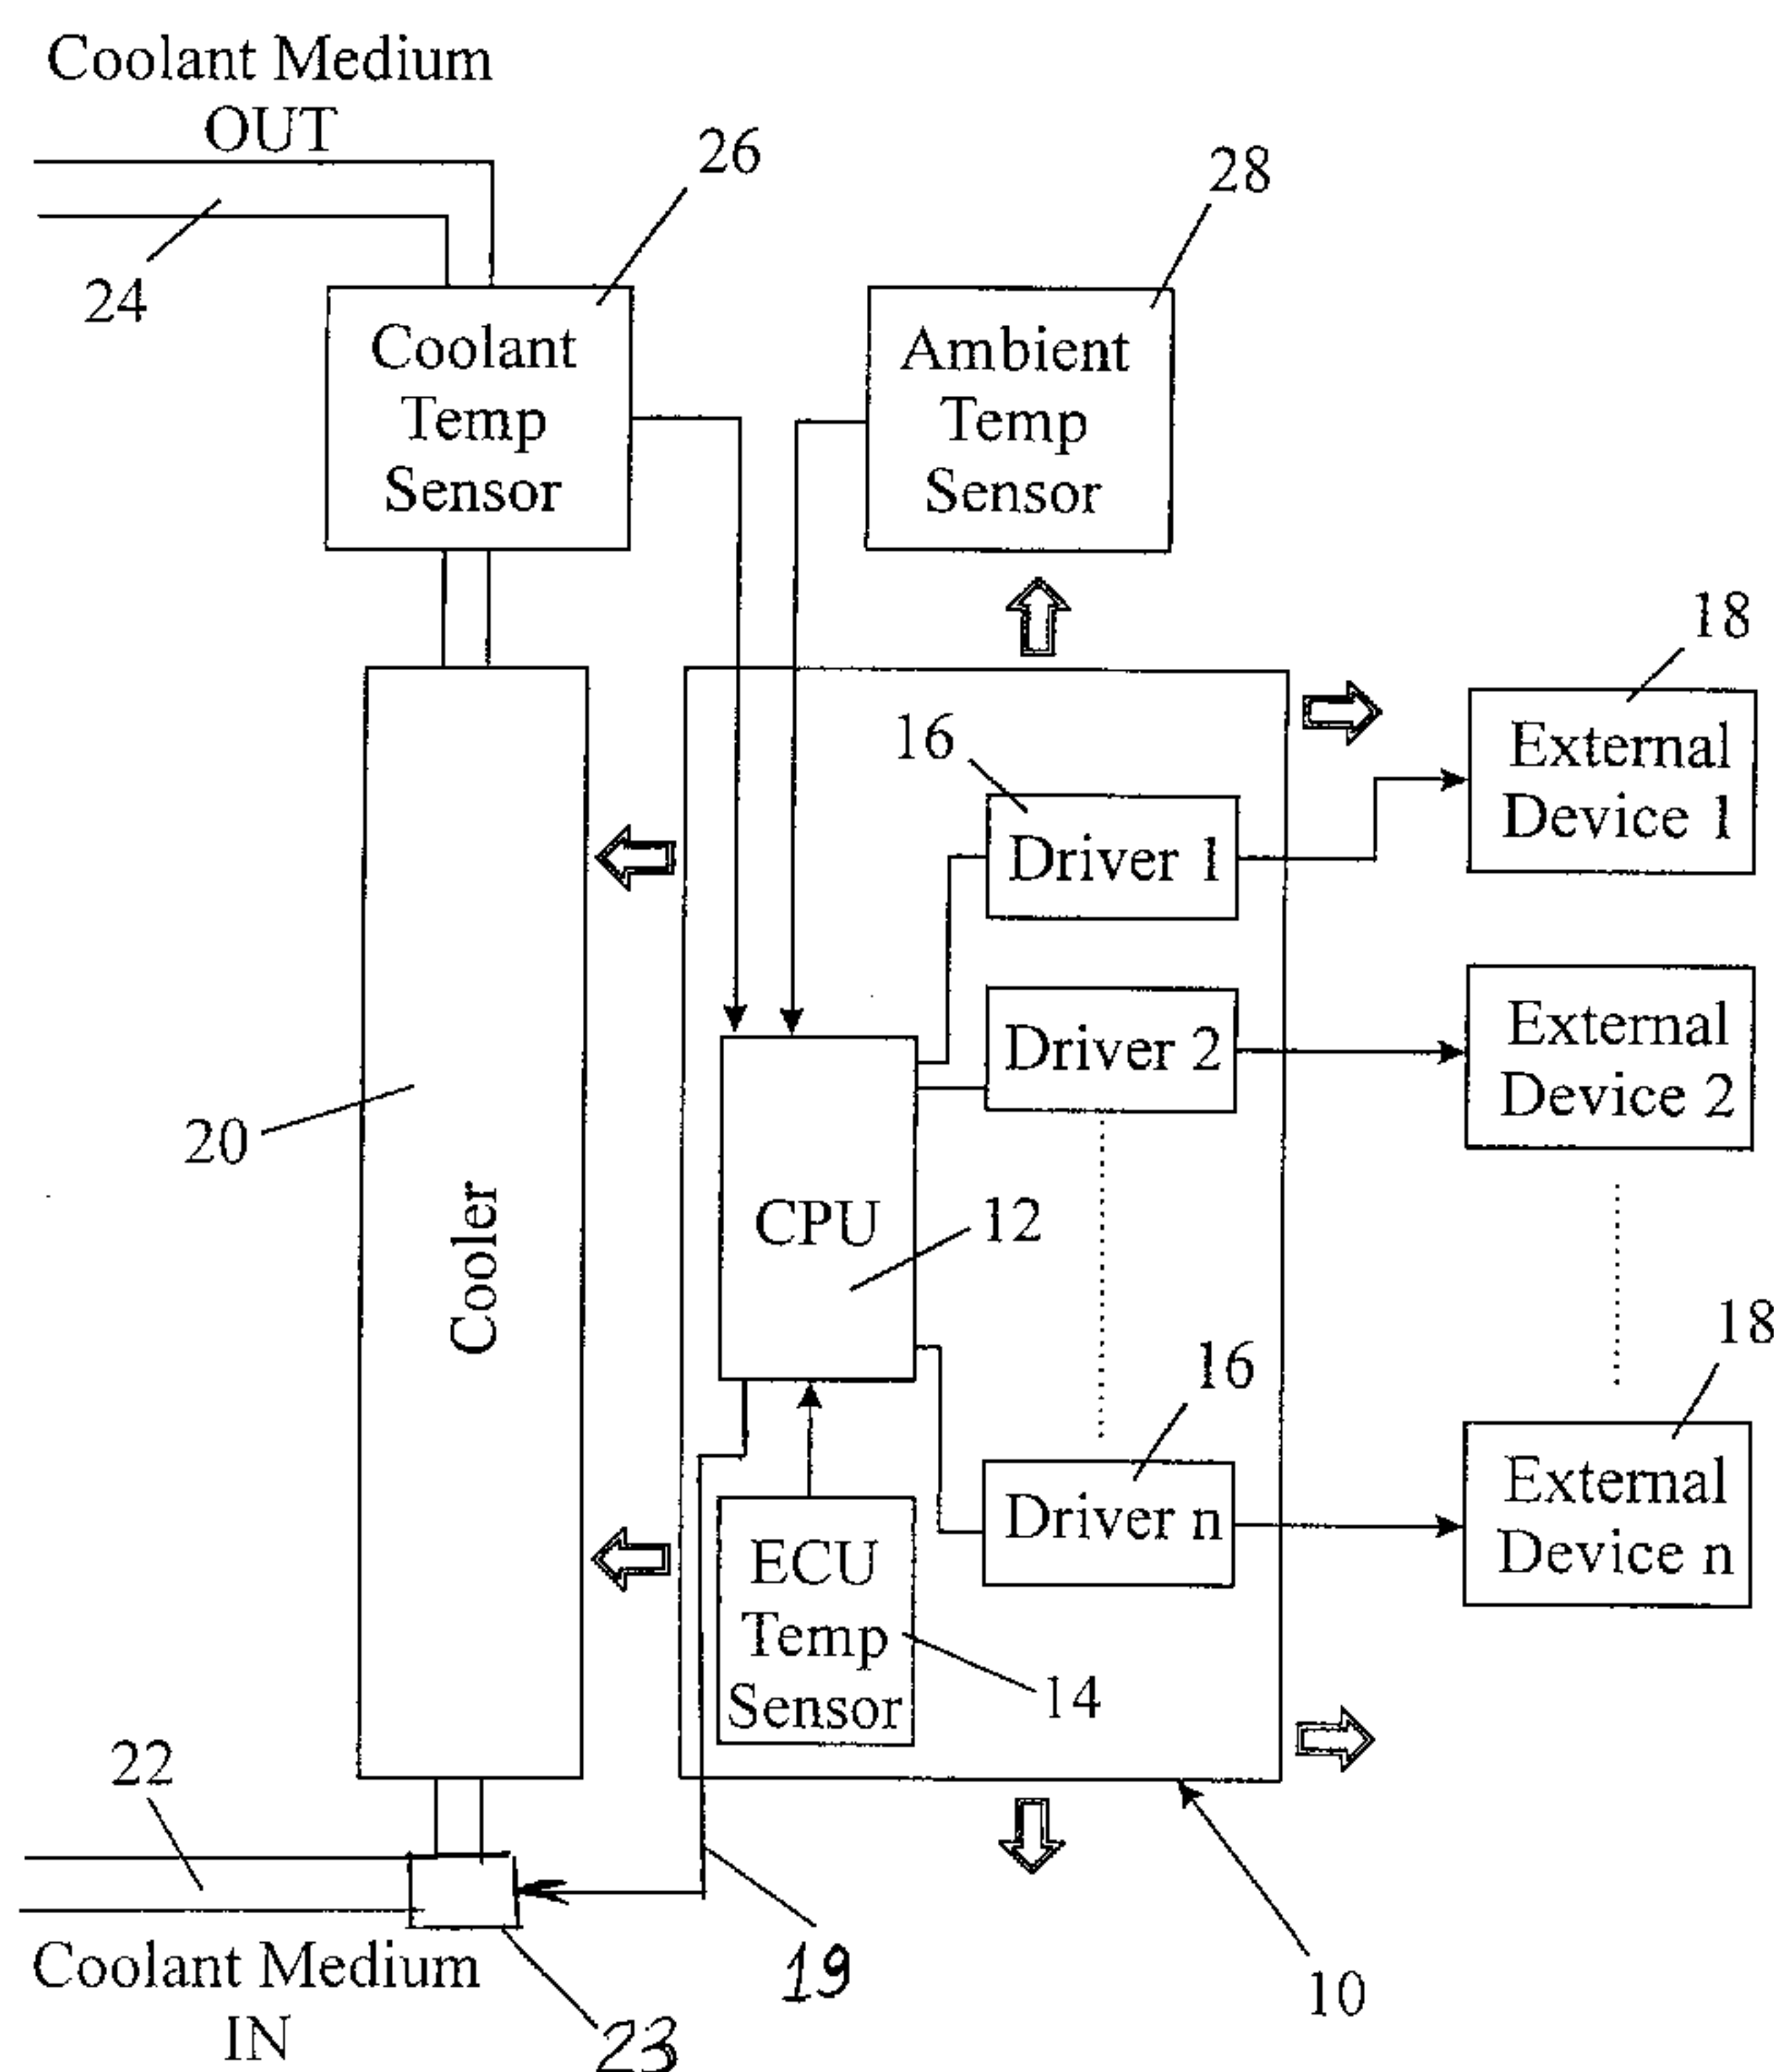 Coolant Medium
OUT
26
28
24
Coolant
Temp
Sensor
Ambient
Temp
Sensor
18
16
External
Device 1
Driver 1
External
Device 2
Driver 2
20
Cooler
CPU
12
18
16
External
Device n
Driver n
ECU
Temp
Sensor
14
22
Coolant Medium
IN
19
10
23